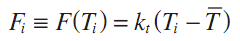 Fᵢ ≡ F(Tᵢ) = kₜ(Tᵢ − T̅)